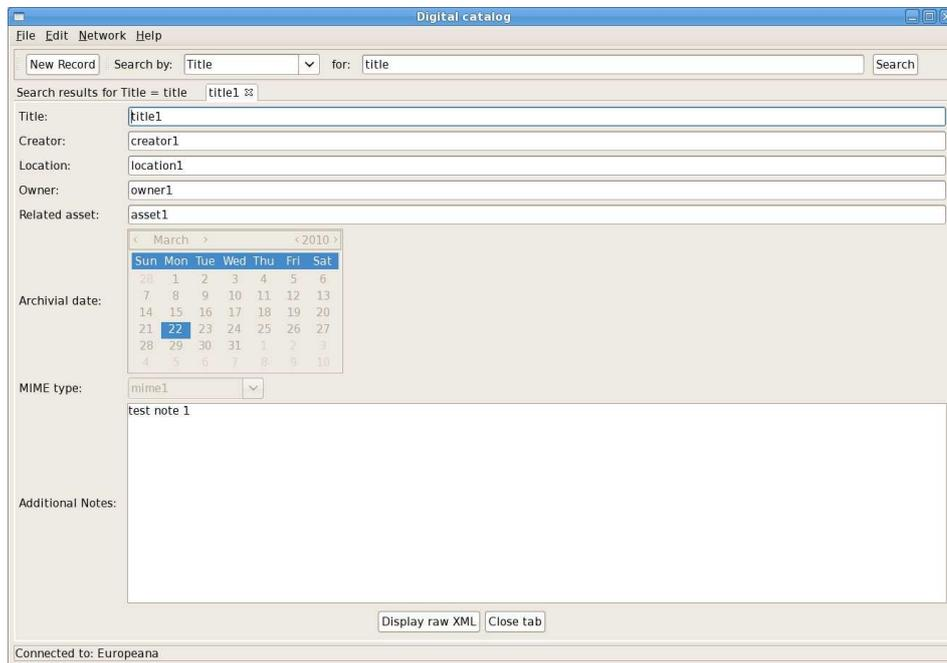 Digital catalog
File Edit Network Help
New Record Search by: Title for: title Search
Search results for Title = title title1
Title: title1
Creator: creator1
Location: location1
Owner: owner1
Related asset: asset1
March 2010
Sun Mon Tue Wed Thu Fri Sat
28 1 2 3 4 5 6
7 8 9 10 11 12 13
14 15 16 17 18 19 20
21 22 23 24 25 26 27
28 29 30 31 1 2 3
4 5 6 7 8 9 10
Archivial date:
MIME type: mime1
test note 1
Additional Notes:
Display raw XML Close tab
Connected to: Europeana